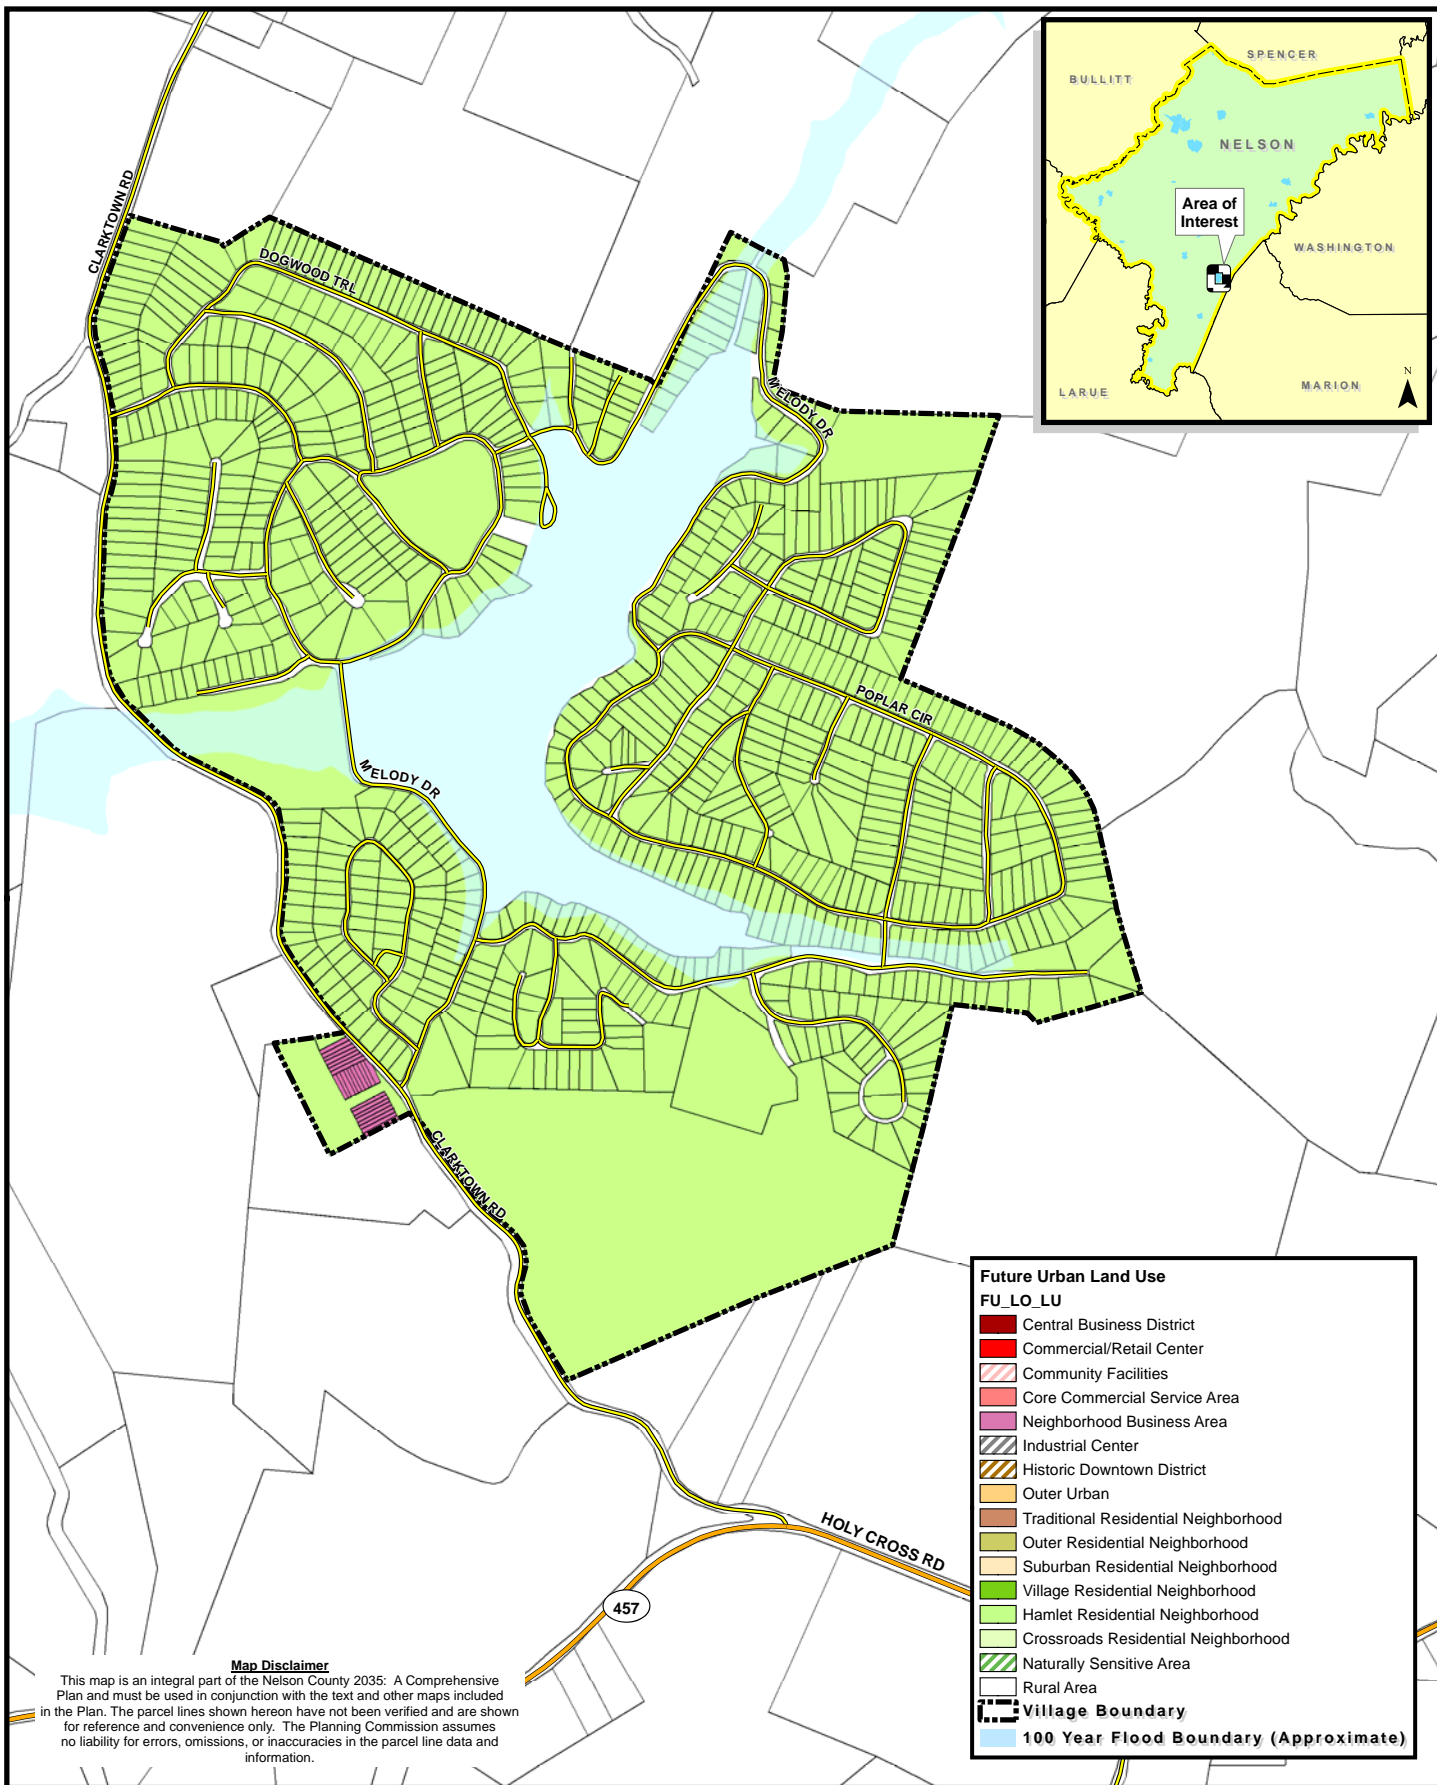 SPENCER
BULLITT
NELSON
Area of
Interest
WASHINGTON
LARUE
MARION
N
CLARKTOWN RD
DOGWOOD TRL
MELODY DR
POPLAR CIR
MELODY DR
CLARKTOWN RD
HOLY CROSS RD
457
Future Urban Land Use
FU_LO_LU
Central Business District
Commercial/Retail Center
Community Facilities
Core Commercial Service Area
Neighborhood Business Area
Industrial Center
Historic Downtown District
Outer Urban
Traditional Residential Neighborhood
Outer Residential Neighborhood
Suburban Residential Neighborhood
Village Residential Neighborhood
Hamlet Residential Neighborhood
Crossroads Residential Neighborhood
Naturally Sensitive Area
Rural Area
Village Boundary
100 Year Flood Boundary (Approximate)
Map Disclaimer
This map is an integral part of the Nelson County 2035: A Comprehensive
Plan and must be used in conjunction with the text and other maps included
in the Plan. The parcel lines shown hereon have not been verified and are shown
for reference and convenience only. The Planning Commission assumes
no liability for errors, omissions, or inaccuracies in the parcel line data and
information.